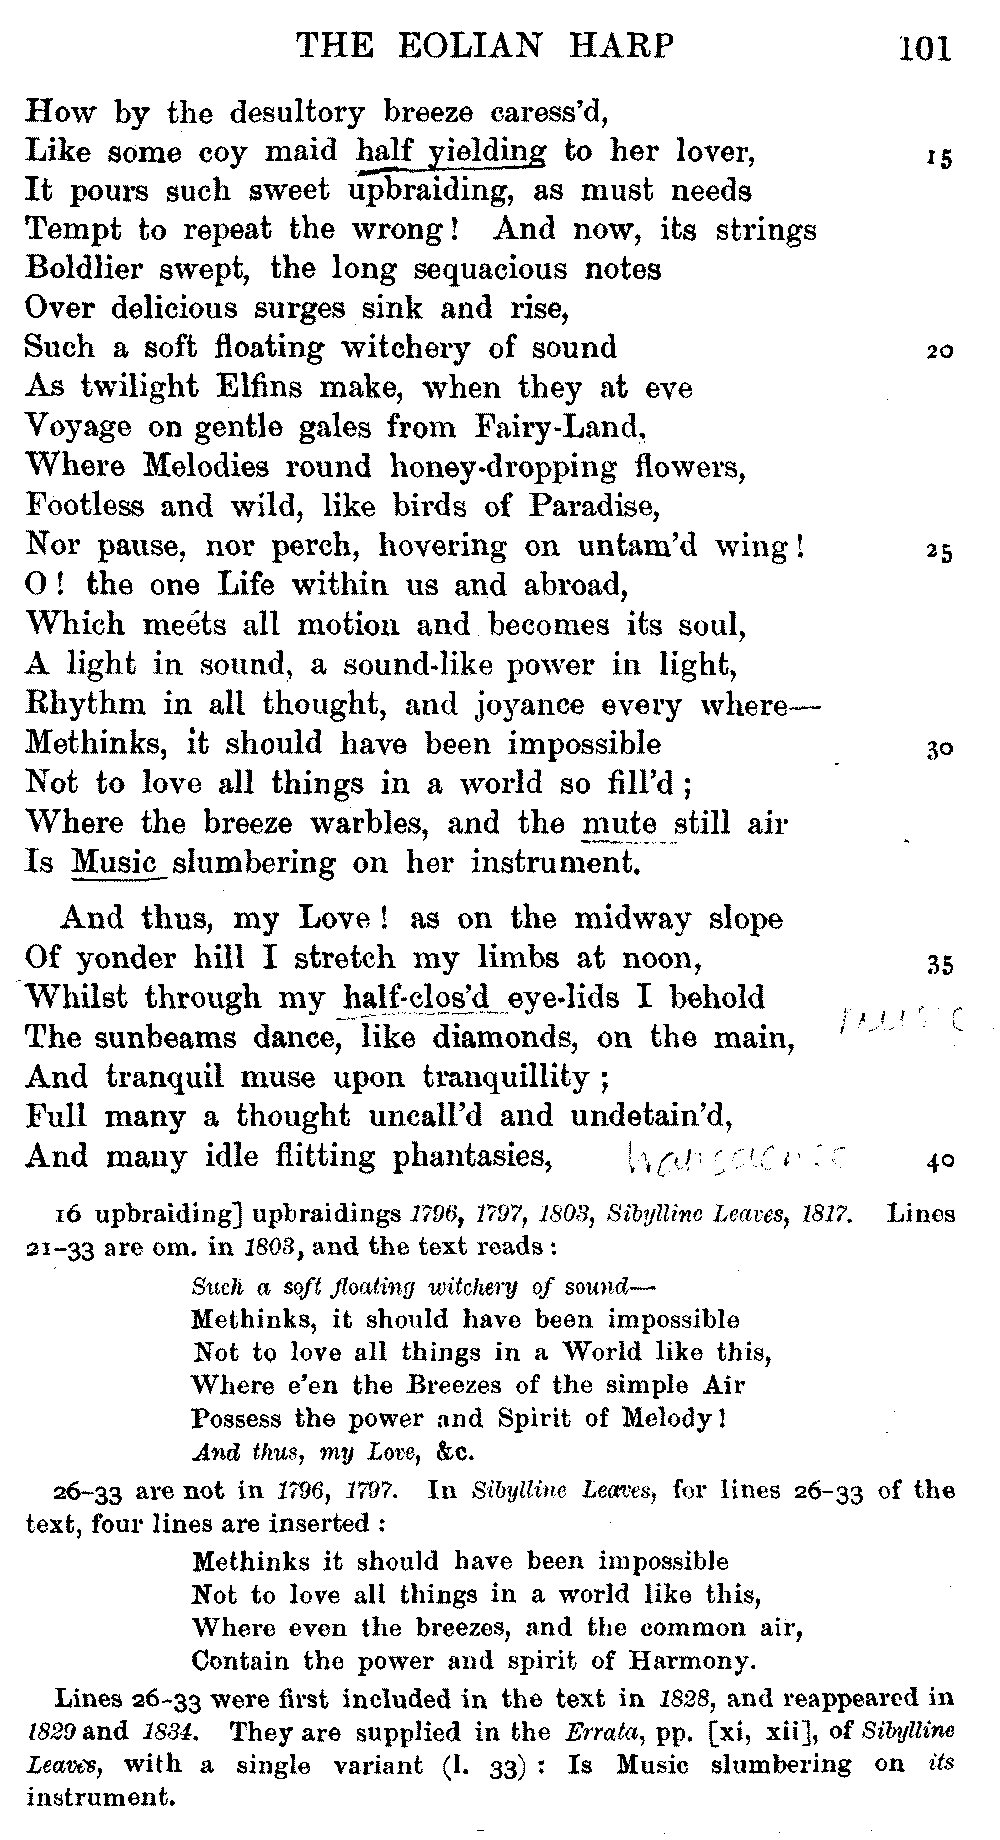 THE EOLIAN HARP 101
How by the desultory breeze caress'd,
Like some coy maid half yielding to her lover, 15
It pours such sweet upbraiding, as must needs
Tempt to repeat the wrong! And now, its strings
Boldlier swept, the long sequacious notes
Over delicious surges sink and rise,
Such a soft floating witchery of sound 20
As twilight Elfins make, when they at eve
Voyage on gentle gales from Fairy-Land,
Where Melodies round honey-dropping flowers,
Footless and wild, like birds of Paradise,
Nor pause, nor perch, hovering on untam'd wing! 25
O! the one Life within us and abroad,
Which meets all motion and becomes its soul,
A light in sound, a sound-like power in light,
Rhythm in all thought, and joyance every where—
Methinks, it should have been impossible 30
Not to love all things in a world so fill'd;
Where the breeze warbles, and the mute still air
Is Music slumbering on her instrument.
And thus, my Love! as on the midway slope
Of yonder hill I stretch my limbs at noon, 35
Whilst through my half-clos'd eye-lids I behold
The sunbeams dance, like diamonds, on the main,
music
And tranquil muse upon tranquillity;
Full many a thought uncall'd and undetain'd,
And many idle flitting phantasies, 40
16 upbraiding] upbraidings 1796, 1797, 1803, Sibylline Leaves, 1817. Lines
21-33 are om. in 1803, and the text reads:
Such a soft floating witchery of sound—
Methinks, it should have been impossible
Not to love all things in a World like this,
Where e'en the Breezes of the simple Air
Possess the power and Spirit of Melody!
And thus, my Love, &c.
26-33 are not in 1796, 1797. In Sibylline Leaves, for lines 26-33 of the
text, four lines are inserted:
Methinks it should have been impossible
Not to love all things in a world like this,
Where even the breezes, and the common air,
Contain the power and spirit of Harmony.
Lines 26-33 were first included in the text in 1828, and reappeared in
1829 and 1834. They are supplied in the Errata, pp. [xi, xii], of Sibylline
Leaves, with a single variant (l. 33): Is Music slumbering on its
instrument.